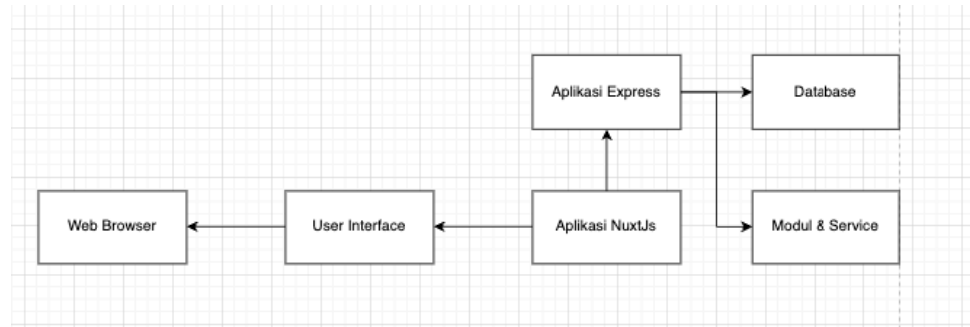 Aplikasi Express
Database
Web Browser
User Interface
Aplikasi NuxtJs
Modul & Service